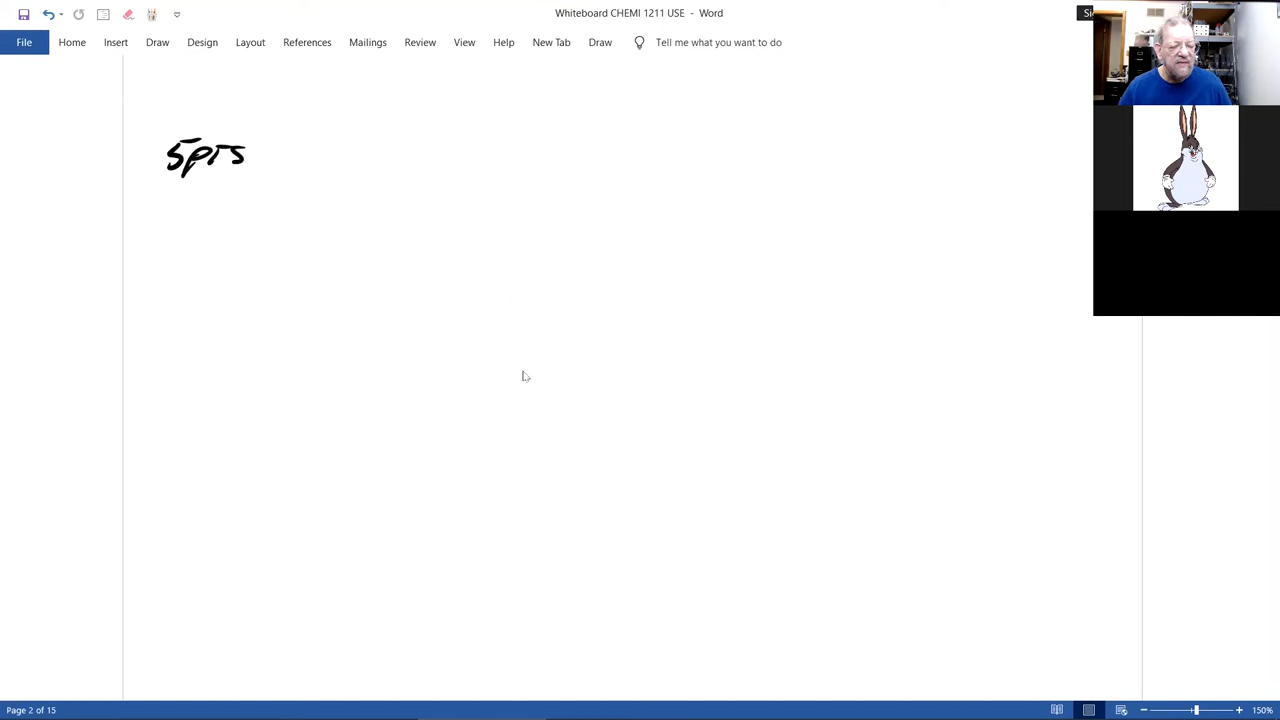 Whiteboard CHEMI 1211 USE - Word
File Home Insert Draw Design Layout References Mailings Review View Help New Tab Draw Tell me what you want to do
5pts
Page 2 of 15
150%